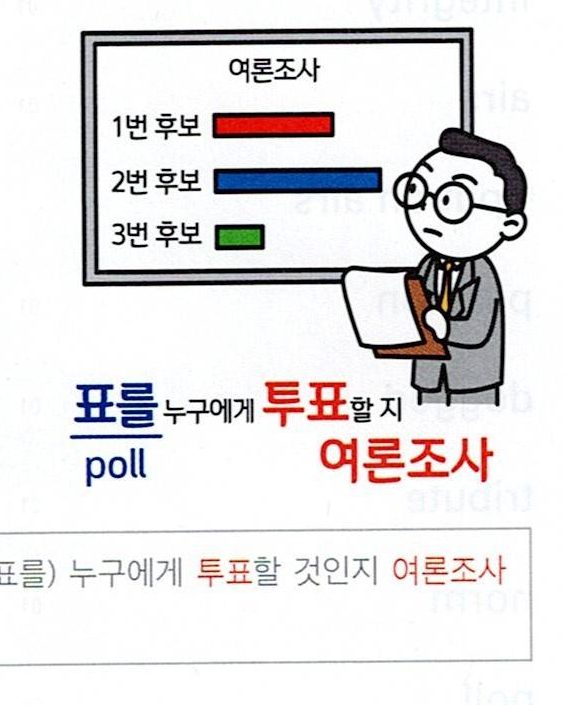 여론조사
1번 후보
2번 후보
3번 후보
표를 누구에게 투표할 지
poll 여론조사
표를) 누구에게 투표할 것인지 여론조사